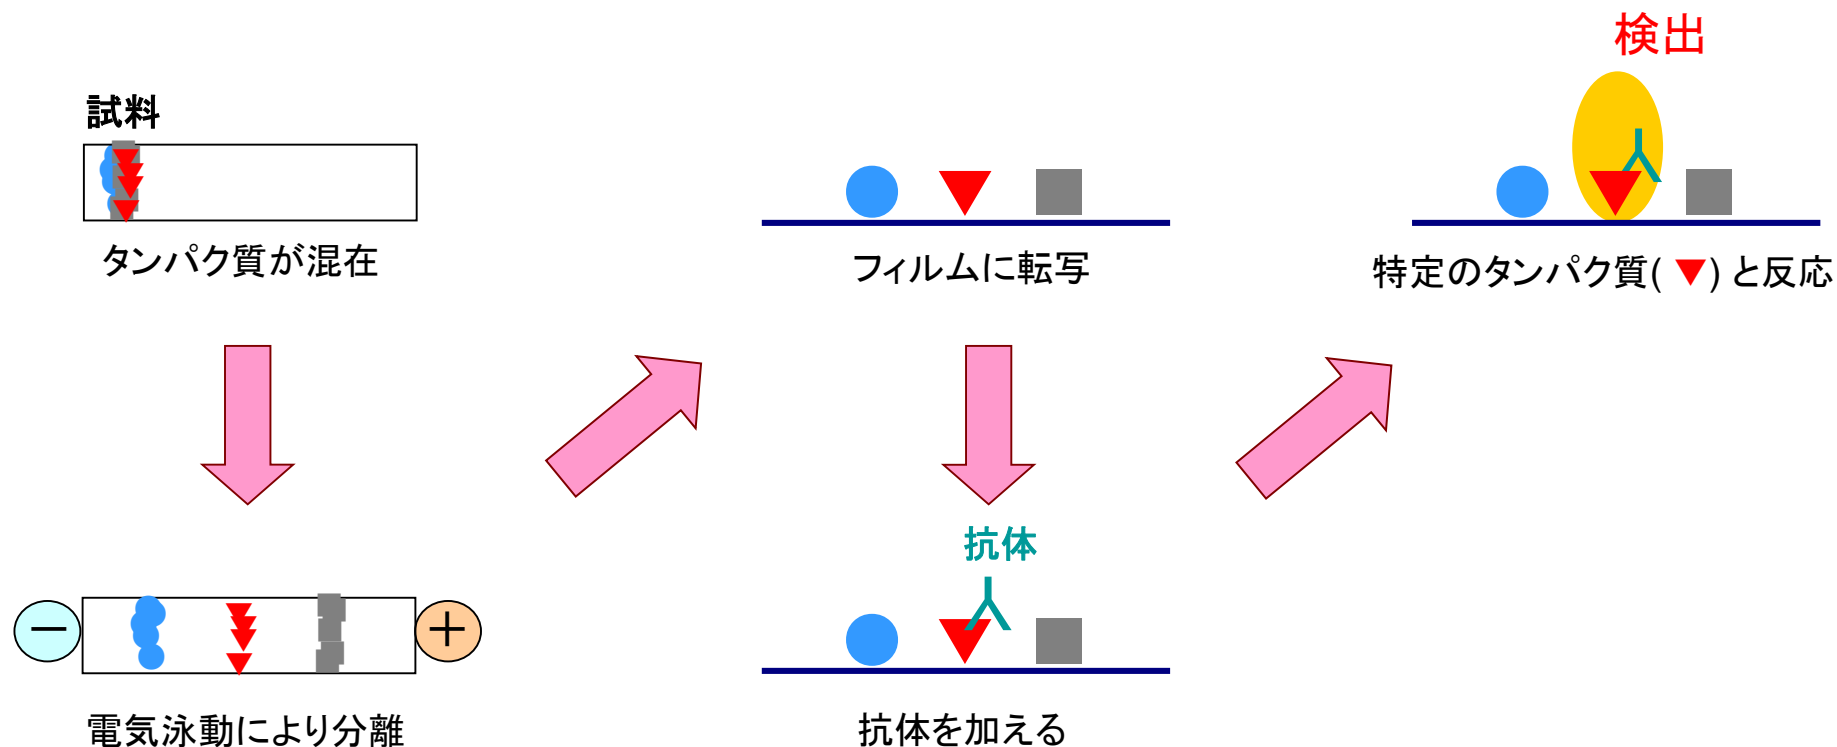 試料
タンパク質が混在
－
＋
電気泳動により分離
フィルムに転写
抗体
抗体を加える
検出
特定のタンパク質( ▼) と反応